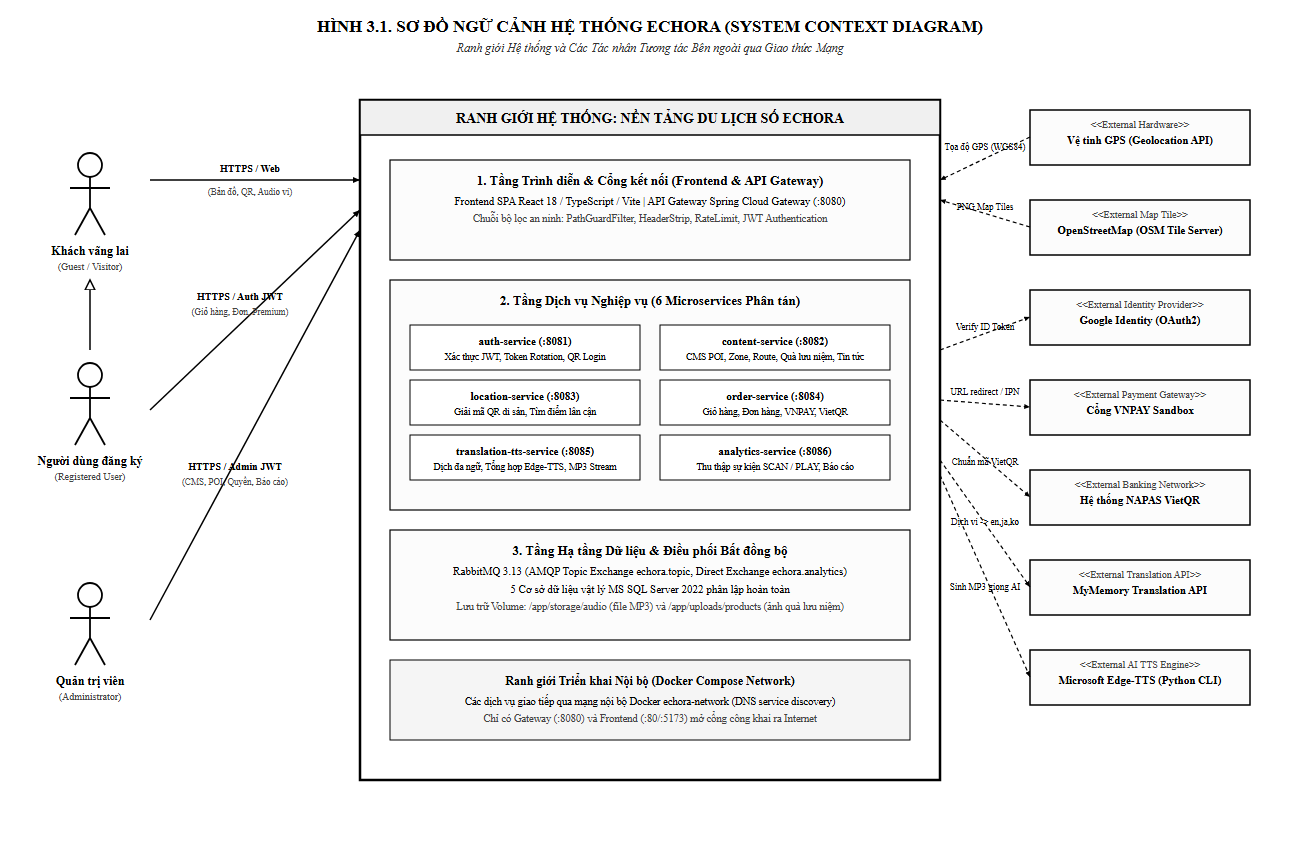 HÌNH 3.1. SƠ ĐỒ NGỮ CẢNH HỆ THỐNG ECHORA (SYSTEM CONTEXT DIAGRAM)
Ranh giới Hệ thống và Các Tác nhân Tương tác Bên ngoài qua Giao thức Mạng
Khách vãng lai
(Guest / Visitor)
Người dùng đăng ký
(Registered User)
Quản trị viên
(Administrator)
HTTPS / Web
(Bản đồ, QR, Audio vi)
HTTPS / Auth JWT
(Giỏ hàng, Đơn, Premium)
HTTPS / Admin JWT
(CMS, POI, Quyền, Báo cáo)
RANH GIỚI HỆ THỐNG: NỀN TẢNG DU LỊCH SỐ ECHORA
1. Tầng Trình diễn & Cổng kết nối (Frontend & API Gateway)
Frontend SPA React 18 / TypeScript / Vite | API Gateway Spring Cloud Gateway (:8080)
Chuỗi bộ lọc an ninh: PathGuardFilter, HeaderStrip, RateLimit, JWT Authentication
2. Tầng Dịch vụ Nghiệp vụ (6 Microservices Phân tán)
auth-service (:8081)
Xác thực JWT, Token Rotation, QR Login
content-service (:8082)
CMS POI, Zone, Route, Quà lưu niệm, Tin tức
location-service (:8083)
Giải mã QR di sản, Tìm điểm lân cận
order-service (:8084)
Giỏ hàng, Đơn hàng, VNPAY, VietQR
translation-tts-service (:8085)
Dịch đa ngữ, Tổng hợp Edge-TTS, MP3 Stream
analytics-service (:8086)
Thu thập sự kiện SCAN / PLAY, Báo cáo
3. Tầng Hạ tầng Dữ liệu & Điều phối Bất đồng bộ
RabbitMQ 3.13 (AMQP Topic Exchange echora.topic, Direct Exchange echora.analytics)
5 Cơ sở dữ liệu vật lý MS SQL Server 2022 phân lập hoàn toàn
Lưu trữ Volume: /app/storage/audio (file MP3) và /app/uploads/products (ảnh quà lưu niệm)
Ranh giới Triển khai Nội bộ (Docker Compose Network)
Các dịch vụ giao tiếp qua mạng nội bộ Docker echora-network (DNS service discovery)
Chỉ có Gateway (:8080) và Frontend (:80/:5173) mở cổng công khai ra Internet
Tọa độ GPS (WGS84)
PNG Map Tiles
Verify ID Token
URL redirect / IPN
Chuẩn mã VietQR
Dịch vi -> en,ja,ko
Sinh MP3 giọng AI
<<External Hardware>>
Vệ tinh GPS (Geolocation API)
<<External Map Tile>>
OpenStreetMap (OSM Tile Server)
<<External Identity Provider>>
Google Identity (OAuth2)
<<External Payment Gateway>>
Cổng VNPAY Sandbox
<<External Banking Network>>
Hệ thống NAPAS VietQR
<<External Translation API>>
MyMemory Translation API
<<External AI TTS Engine>>
Microsoft Edge-TTS (Python CLI)